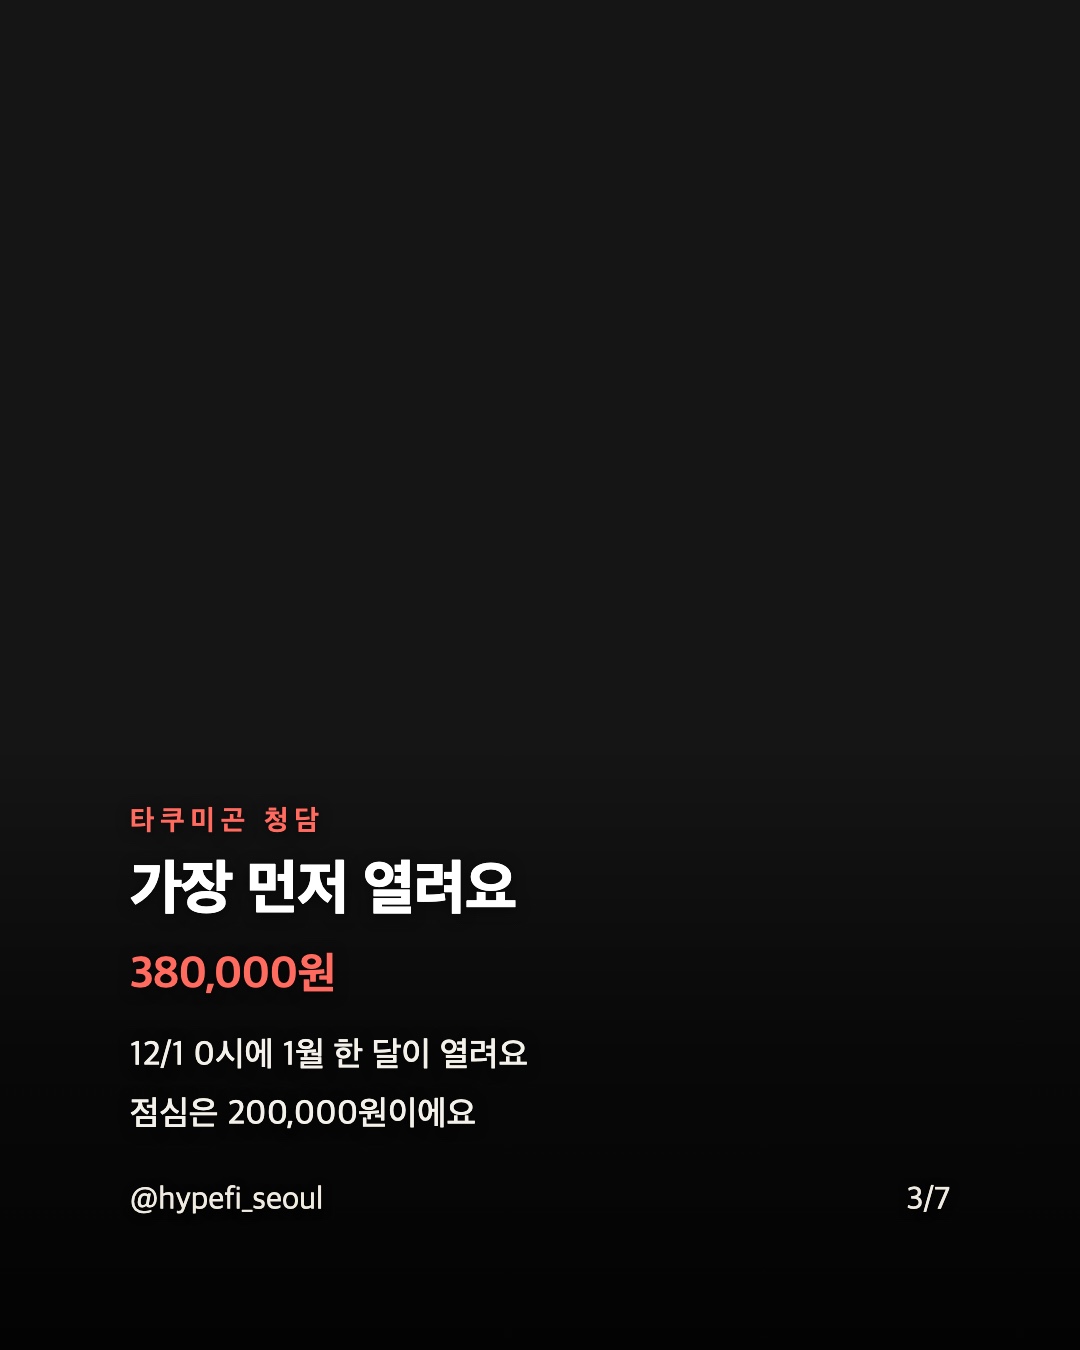 타쿠미곤 청담
가장 먼저 열려요
380,000원
12/1 0시에 1월 한 달이 열려요
점심은 200,000원이에요
@hypefi_seoul
3/7